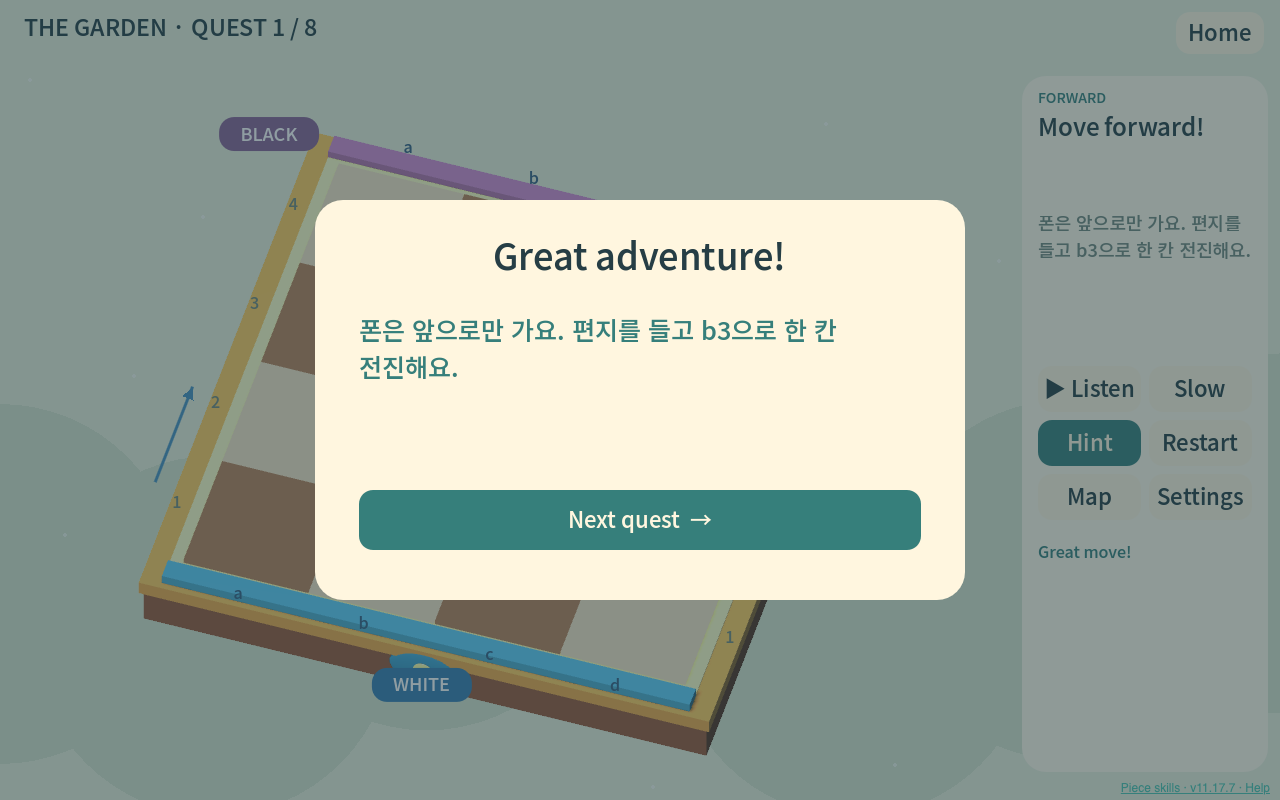 THE GARDEN · QUEST 1 / 8
Home
BLACK
a
b
4
3
2
1
a
b
c
d
1
WHITE
Great adventure!
폰은 앞으로만 가요. 편지를 들고 b3으로 한 칸
전진해요.
Next quest →
FORWARD
Move forward!
폰은 앞으로만 가요. 편지를
들고 b3으로 한 칸 전진해요.
▶ Listen
Slow
Hint
Restart
Map
Settings
Great move!
Piece skills · v11.17.7 · Help